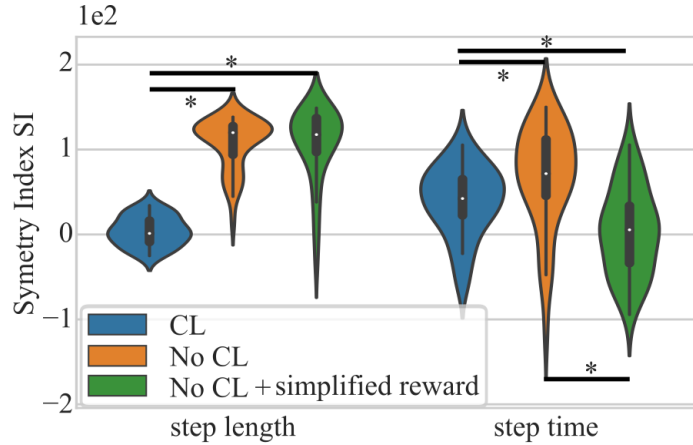 1e2
*
*
*
*
*
Symetry Index SI
2
1
0
−1
−2
CL
No CL
No CL + simplified reward
step length
step time